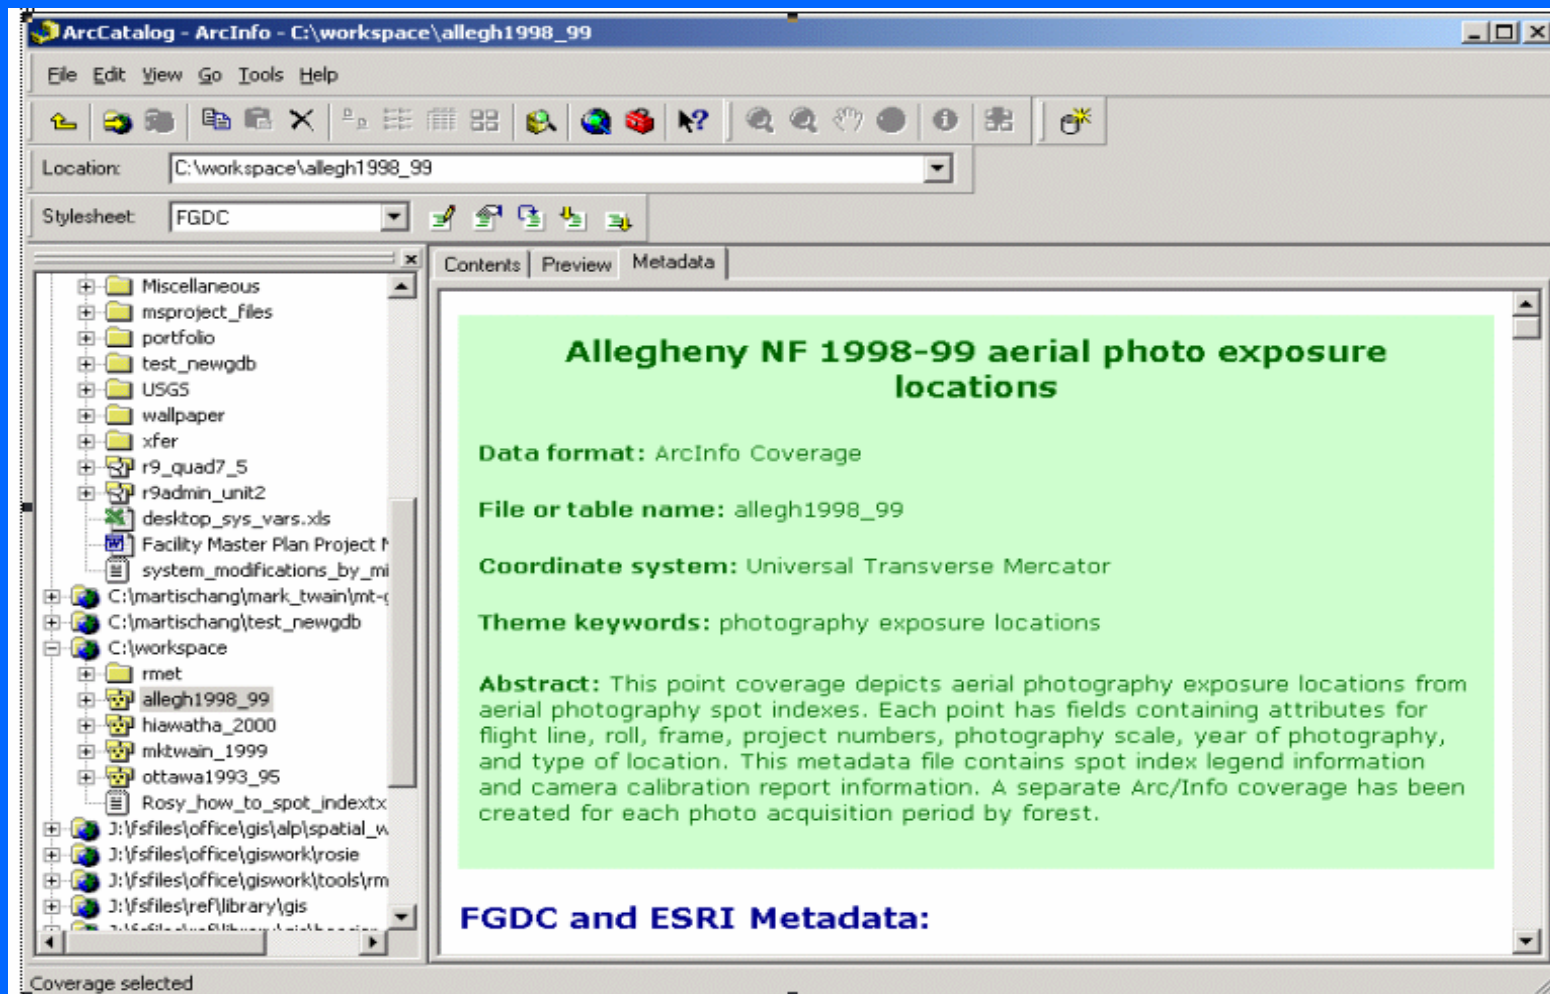 ArcCatalog - ArcInfo - C:\workspace\allegh1998_99
File Edit View Go Tools Help
Location: C:\workspace\allegh1998_99
Stylesheet: FGDC
Miscellaneous
msproject_files
portfolio
test_newgdb
USGS
wallpaper
xfer
r9_quad7_5
r9admin_unit2
desktop_sys_vars.xls
Facility Master Plan Project
system_modifications_by_mi
C:\martischang\mark_twain\mt-
C:\martischang\test_newgdb
C:\workspace
rmet
allegh1998_99
hiawatha_2000
mktwain_1999
ottawa1993_95
Rosy_how_to_spot_indextx
J:\fsfiles\office\gis\alp\spatial_w
J:\fsfiles\office\giswork\rosie
J:\fsfiles\office\giswork\tools\rm
J:\fsfiles\ref\library\gis
Contents Preview Metadata
Allegheny NF 1998-99 aerial photo exposure
locations
Data format: ArcInfo Coverage
File or table name: allegh1998_99
Coordinate system: Universal Transverse Mercator
Theme keywords: photography exposure locations
Abstract: This point coverage depicts aerial photography exposure locations from
aerial photography spot indexes. Each point has fields containing attributes for
flight line, roll, frame, project numbers, photography scale, year of photography,
and type of location. This metadata file contains spot index legend information
and camera calibration report information. A separate Arc/Info coverage has been
created for each photo acquisition period by forest.
FGDC and ESRI Metadata:
Coverage selected